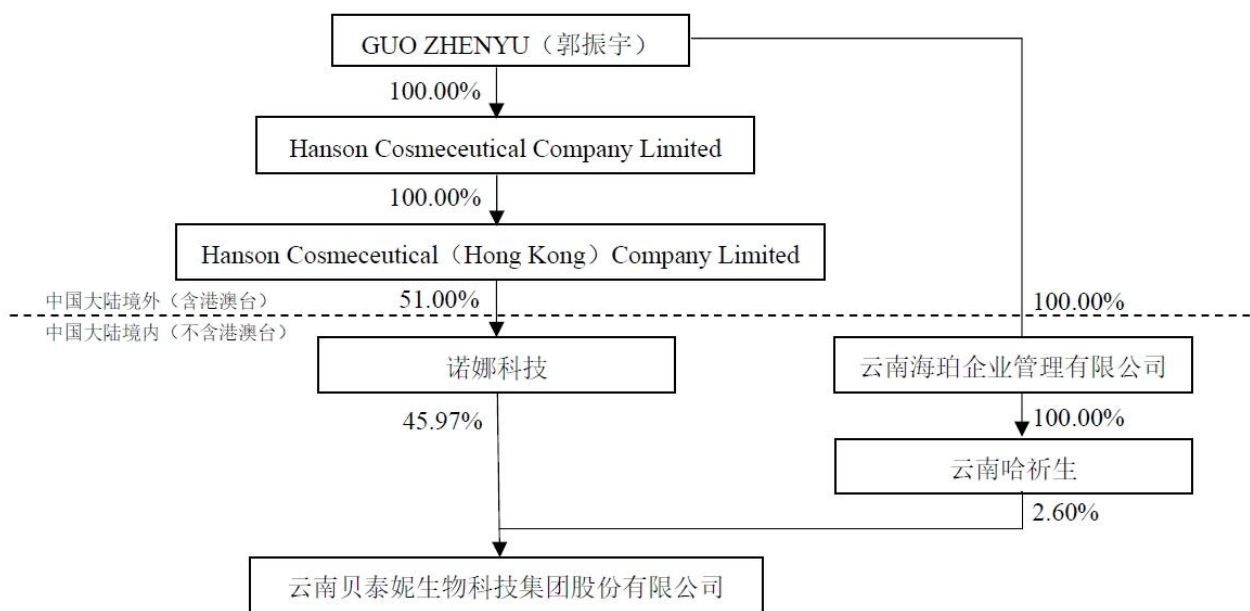 GUO ZHENYU（郭振宇）
100.00%
Hanson Cosmeceutical Company Limited
100.00%
Hanson Cosmeceutical（Hong Kong）Company Limited
中国大陆境外（含港澳台）
51.00%
100.00%
中国大陆境内（不含港澳台）
诺娜科技
云南海珀企业管理有限公司
45.97%
100.00%
云南哈祈生
2.60%
云南贝泰妮生物科技集团股份有限公司